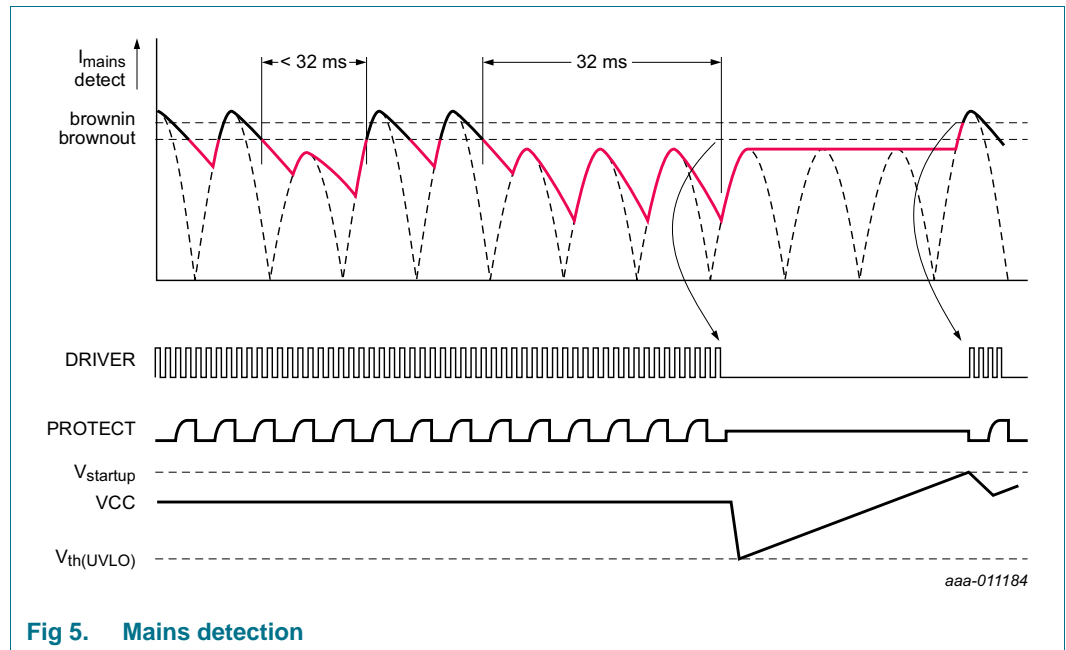 Imains
detect
< 32 ms
32 ms
brownin
brownout
DRIVER
PROTECT
Vstartup
VCC
Vth(UVLO)
aaa-011184
Fig 5. Mains detection